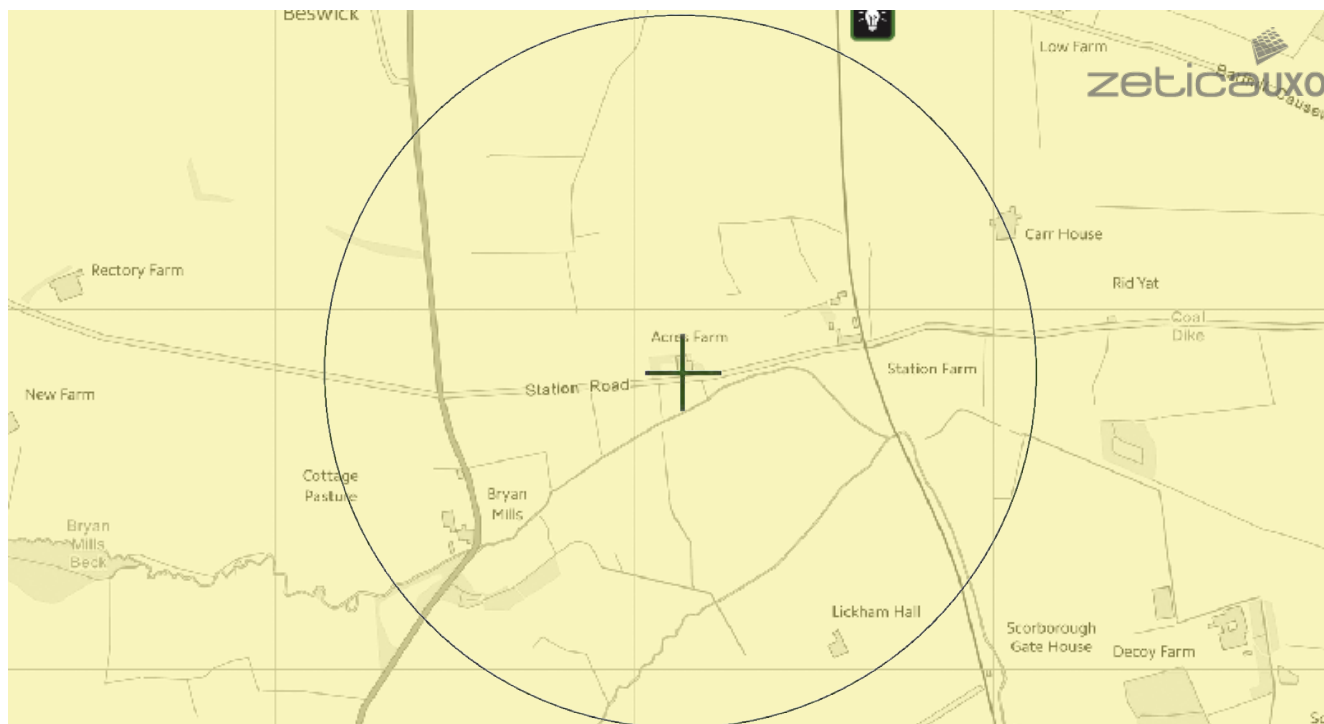 Beswick
Low Farm
zeticauxo
Rectory Farm
Carr House
Rid Yat
Coal
Dike
Acres Farm
Station Road
Station Farm
New Farm
Cottage
Pasture
Bryan
Mills
Bryan
Mills
Beck
Lickham Hall
Scorborough
Gate House
Decoy Farm